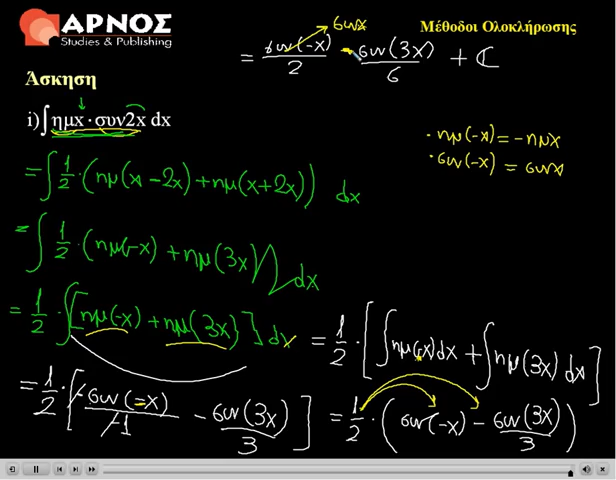 ΑΡΝΟΣ
Studies & Publishing
Μέθοδοι Ολοκλήρωσης
συνx
= συν(-x)/2 - συν(3x)/6 + C
Άσκηση
i) ∫ ημx · συν2x dx
· ημ(-x) = -ημx
· συν(-x) = συνx
= ∫ 1/2 · (ημ(x - 2x) + ημ(x + 2x)) dx
= ∫ 1/2 · (ημ(-x) + ημ(3x)) dx
= 1/2 · ∫ [ημ(-x) + ημ(3x)] dx
= 1/2 · [∫ ημ(-x) dx + ∫ ημ(3x) dx]
= 1/2 · [-συν(-x)/-1 - συν(3x)/3]
= 1/2 · (συν(-x) - συν(3x)/3)